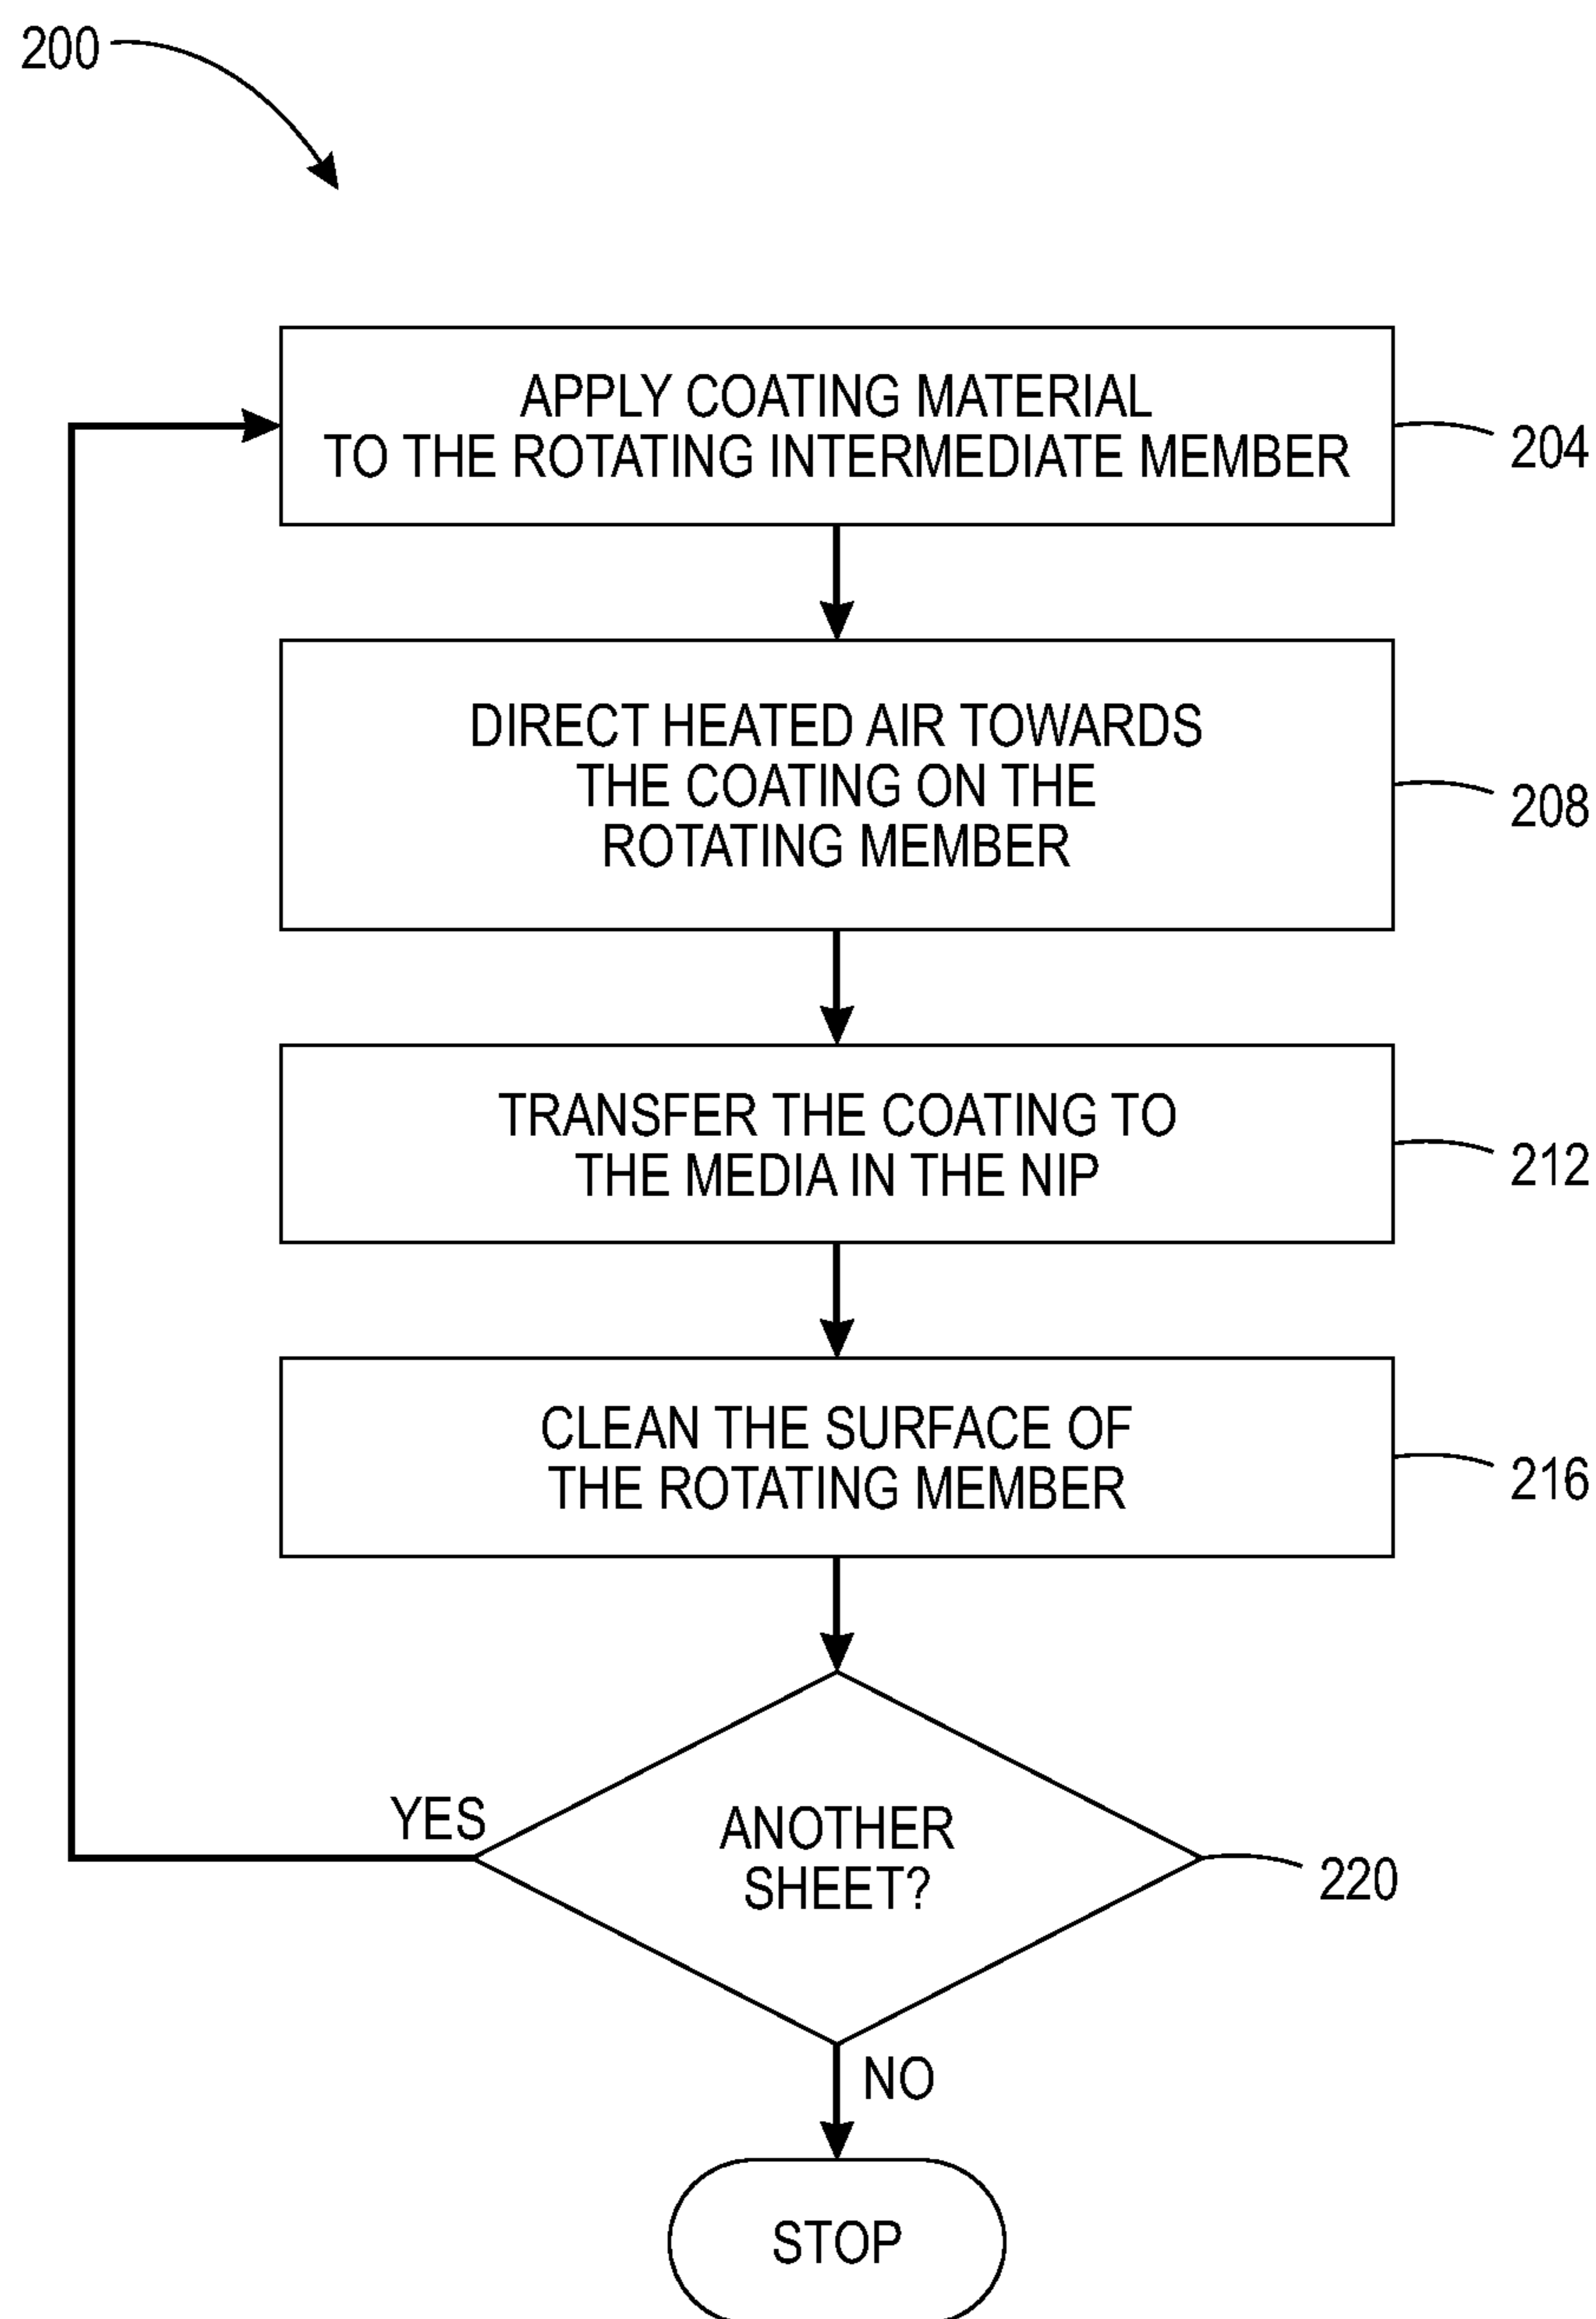 200
APPLY COATING MATERIAL
TO THE ROTATING INTERMEDIATE MEMBER
204
DIRECT HEATED AIR TOWARDS
THE COATING ON THE
ROTATING MEMBER
208
TRANSFER THE COATING TO
THE MEDIA IN THE NIP
212
CLEAN THE SURFACE OF
THE ROTATING MEMBER
216
YES
ANOTHER
SHEET?
220
NO
STOP